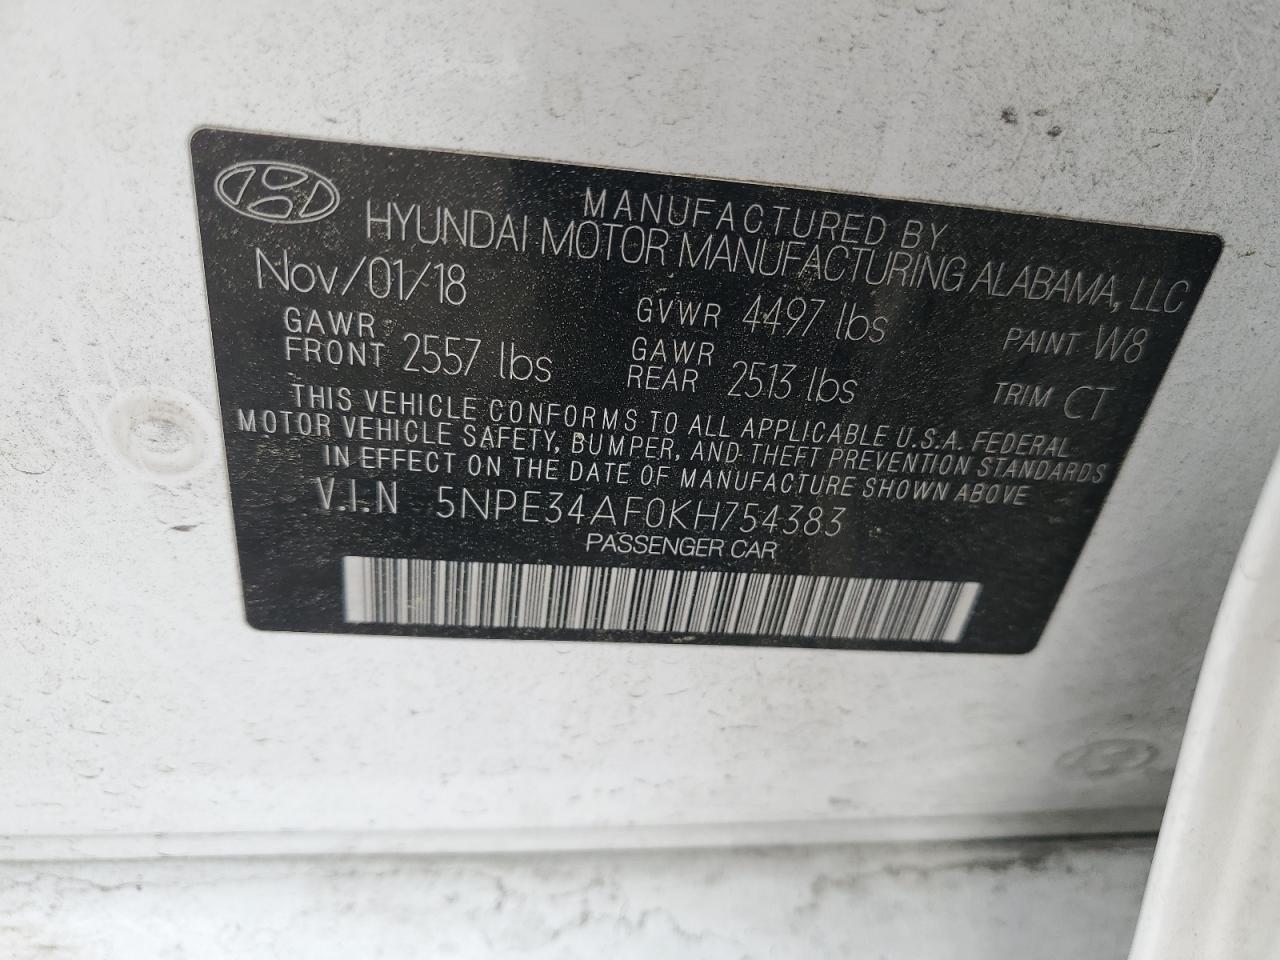 MANUFACTURED BY
HYUNDAI MOTOR MANUFACTURING ALABAMA, LLC
Nov/01/18 GVWR 4497 lbs PAINT W8
GAWR FRONT 2557 lbs GAWR REAR 2513 lbs TRIM CT
THIS VEHICLE CONFORMS TO ALL APPLICABLE U.S.A. FEDERAL
MOTOR VEHICLE SAFETY, BUMPER, AND THEFT PREVENTION STANDARDS
IN EFFECT ON THE DATE OF MANUFACTURE SHOWN ABOVE
V.I.N 5NPE34AF0KH754383
PASSENGER CAR